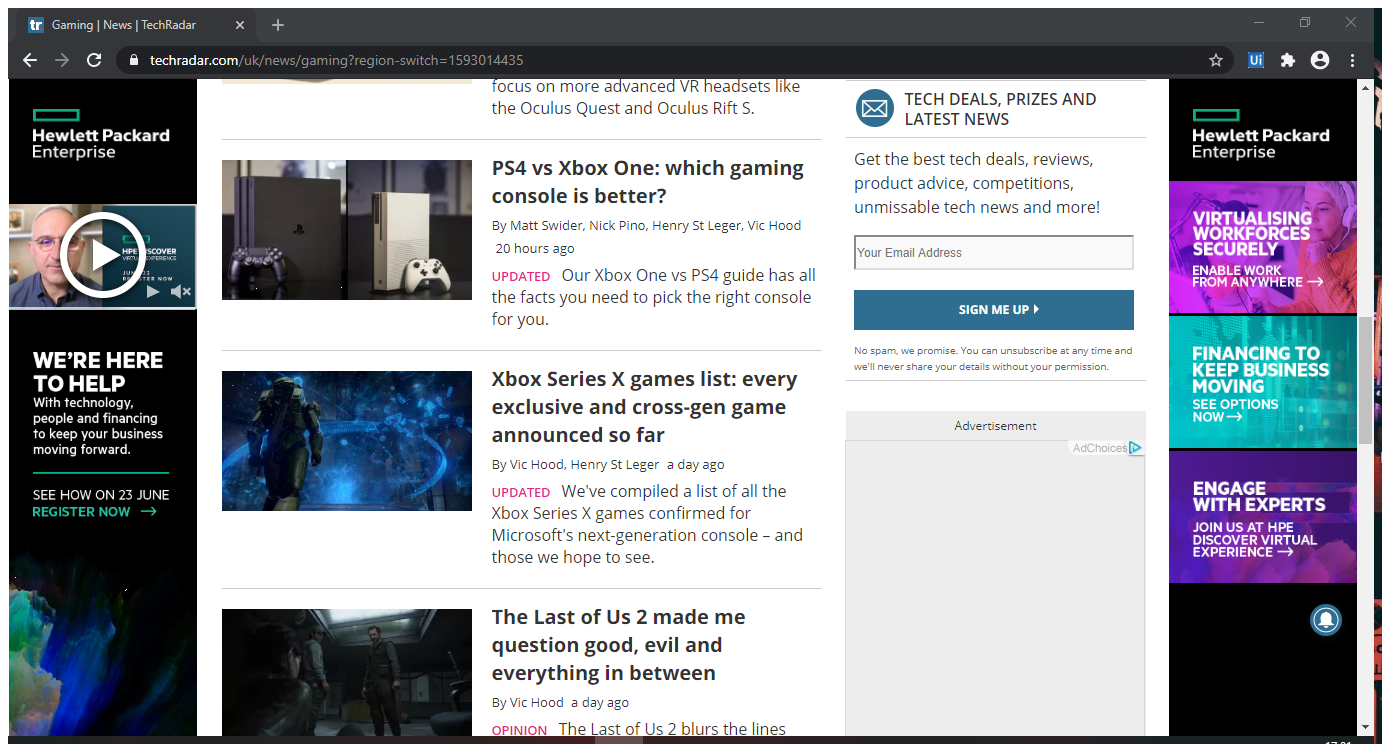 tr Gaming | News | TechRadar
techradar.com/uk/news/gaming?region-switch=1593014435
Ui
Hewlett Packard
Enterprise
HPE DISCOVER
VIRTUAL EXPERIENCE
REGISTER NOW
WE'RE HERE
TO HELP
With technology,
people and financing
to keep your business
moving forward.
SEE HOW ON 23 JUNE
REGISTER NOW →
focus on more advanced VR headsets like
the Oculus Quest and Oculus Rift S.
PS4 vs Xbox One: which gaming
console is better?
By Matt Swider, Nick Pino, Henry St Leger, Vic Hood
20 hours ago
UPDATED Our Xbox One vs PS4 guide has all
the facts you need to pick the right console
for you.
Xbox Series X games list: every
exclusive and cross-gen game
announced so far
By Vic Hood, Henry St Leger a day ago
UPDATED We've compiled a list of all the
Xbox Series X games confirmed for
Microsoft's next-generation console – and
those we hope to see.
The Last of Us 2 made me
question good, evil and
everything in between
By Vic Hood a day ago
OPINION The Last of Us 2 blurs the lines
TECH DEALS, PRIZES AND
LATEST NEWS
Get the best tech deals, reviews,
product advice, competitions,
unmissable tech news and more!
Your Email Address
SIGN ME UP
No spam, we promise. You can unsubscribe at any time and
we'll never share your details without your permission.
Advertisement
AdChoices
Hewlett Packard
Enterprise
VIRTUALISING
WORKFORCES
SECURELY
ENABLE WORK
FROM ANYWHERE →
FINANCING TO
KEEP BUSINESS
MOVING
SEE OPTIONS
NOW →
ENGAGE
WITH EXPERTS
JOIN US AT HPE
DISCOVER VIRTUAL
EXPERIENCE →